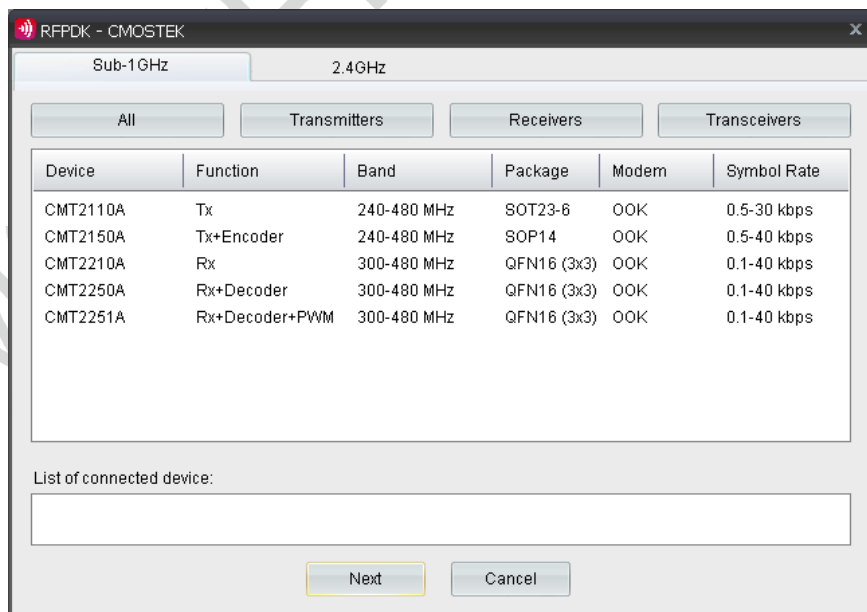 RFPDK - CMOSTEK x
Sub-1GHz 2.4GHz
All Transmitters Receivers Transceivers
Device Function Band Package Modem Symbol Rate
CMT2110A Tx 240-480 MHz SOT23-6 OOK 0.5-30 kbps
CMT2150A Tx+Encoder 240-480 MHz SOP14 OOK 0.5-40 kbps
CMT2210A Rx 300-480 MHz QFN16 (3x3) OOK 0.1-40 kbps
CMT2250A Rx+Decoder 300-480 MHz QFN16 (3x3) OOK 0.1-40 kbps
CMT2251A Rx+Decoder+PWM 300-480 MHz QFN16 (3x3) OOK 0.1-40 kbps
List of connected device:
Next Cancel